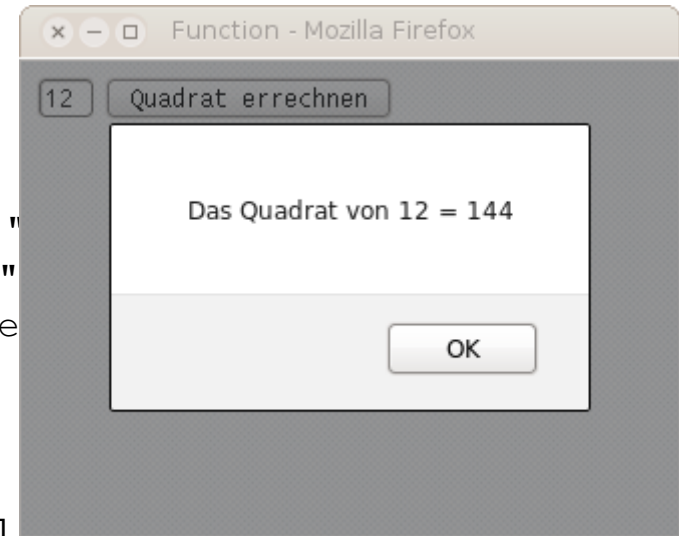 Function - Mozilla Firefox
12 Quadrat errechnen
Das Quadrat von 12 = 144
"
"
e
OK